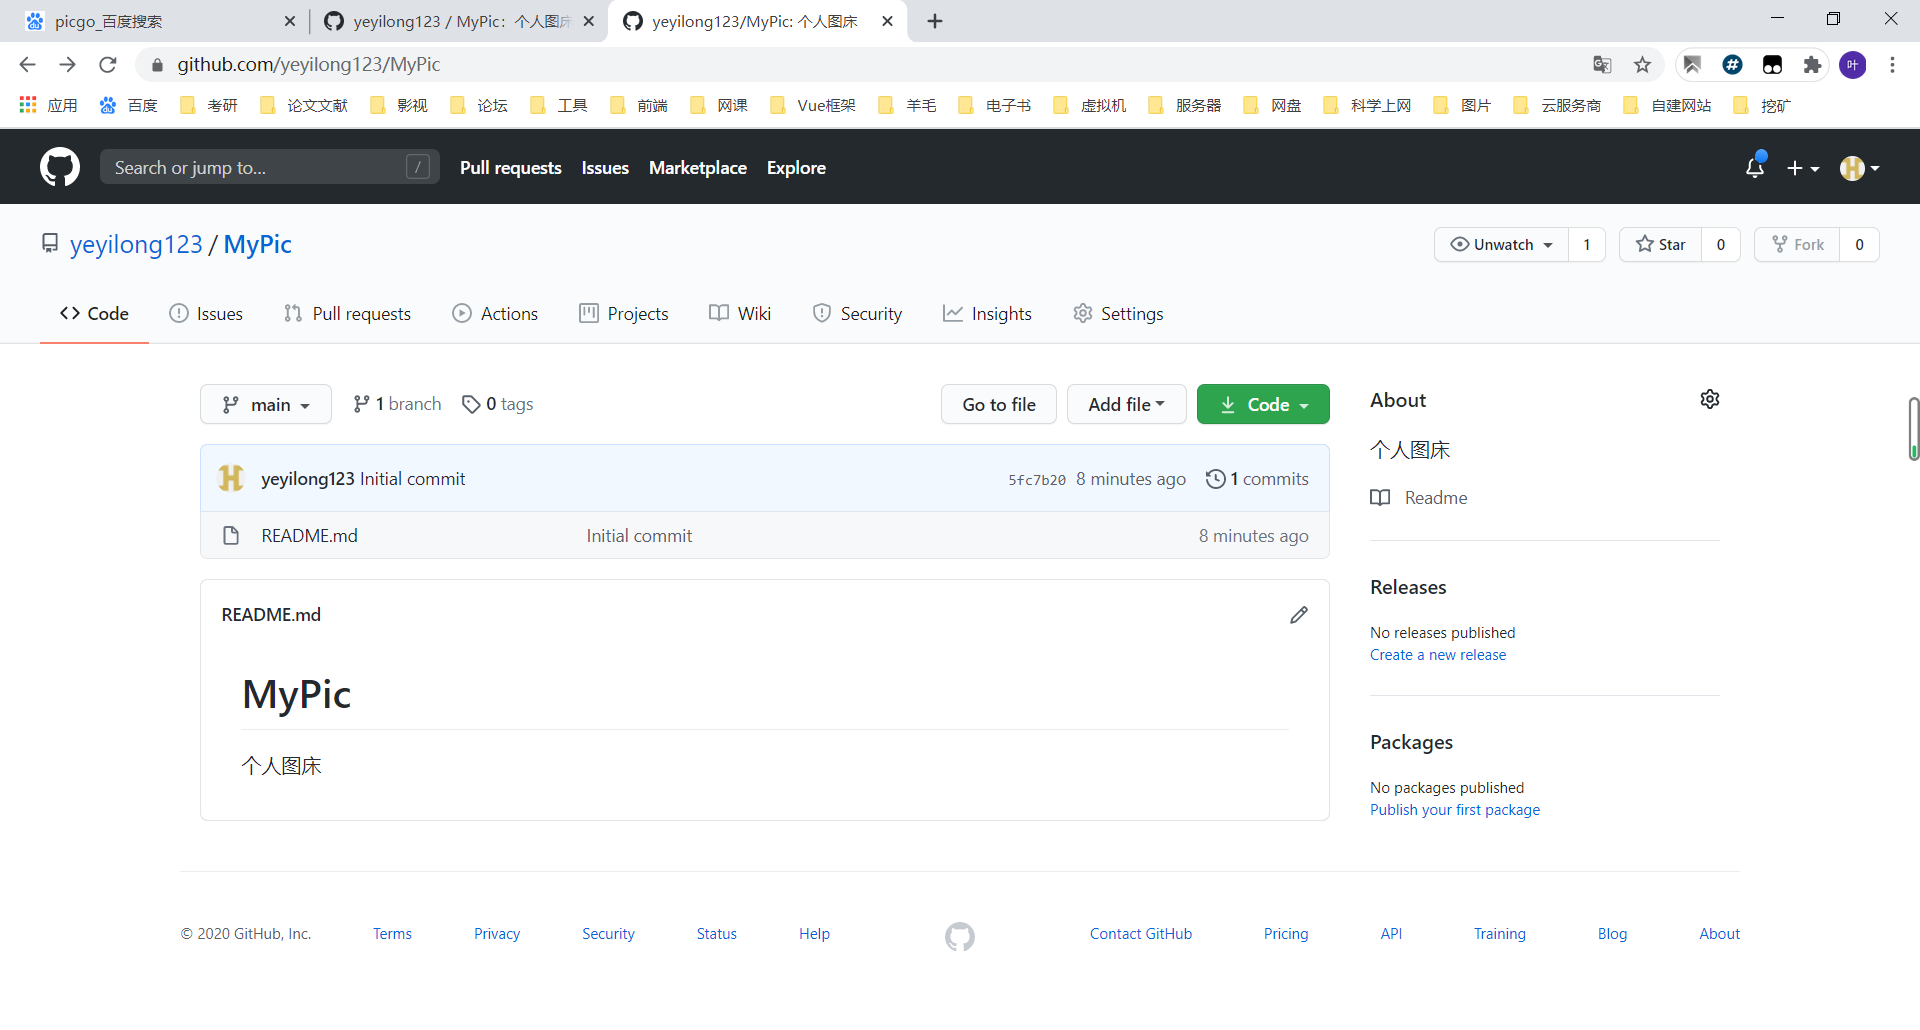 picgo_百度搜索
yeyilong123 / MyPic：个人图床
yeyilong123/MyPic: 个人图床
github.com/yeyilong123/MyPic
叶
应用 百度 考研 论文文献 影视 论坛 工具 前端 网课 Vue框架 羊毛 电子书 虚拟机 服务器 网盘 科学上网 图片 云服务商 自建网站 挖矿
Search or jump to... / Pull requests Issues Marketplace Explore
yeyilong123 / MyPic Unwatch 1 Star 0 Fork 0
Code Issues Pull requests Actions Projects Wiki Security Insights Settings
main 1 branch 0 tags Go to file Add file Code
yeyilong123 Initial commit 5fc7b20 8 minutes ago 1 commits
README.md Initial commit 8 minutes ago
README.md
MyPic
个人图床
About
个人图床
Readme
Releases
No releases published
Create a new release
Packages
No packages published
Publish your first package
© 2020 GitHub, Inc. Terms Privacy Security Status Help Contact GitHub Pricing API Training Blog About